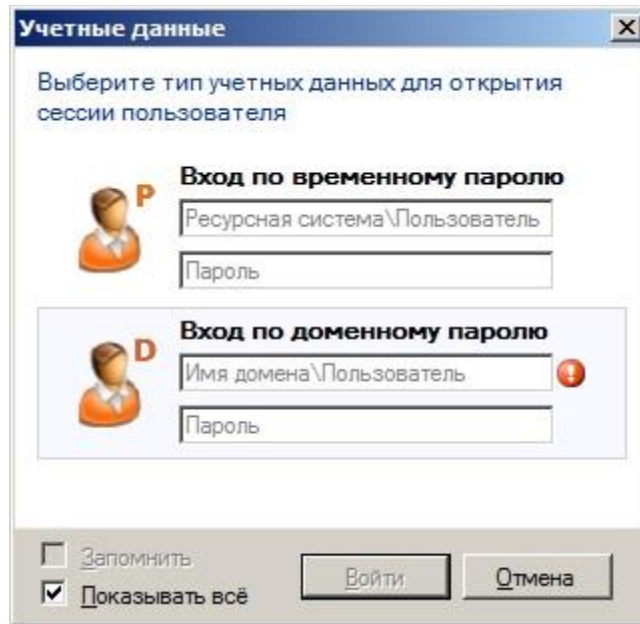 Учетные данные
Выберите тип учетных данных для открытия
сессии пользователя
Вход по временному паролю
P
Ресурсная система\Пользователь
Пароль
Вход по доменному паролю
D
Имя домена\Пользователь
Пароль
Запомнить
Показывать всё
Войти
Отмена